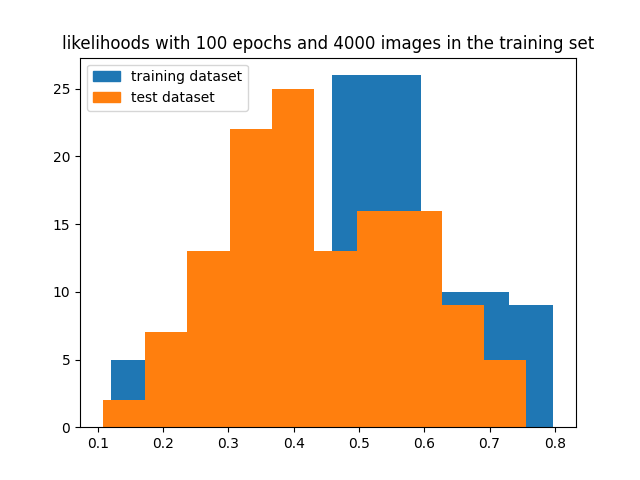 likelihoods with 100 epochs and 4000 images in the training set
training dataset
test dataset
25
20
15
10
5
0
0.1 0.2 0.3 0.4 0.5 0.6 0.7 0.8